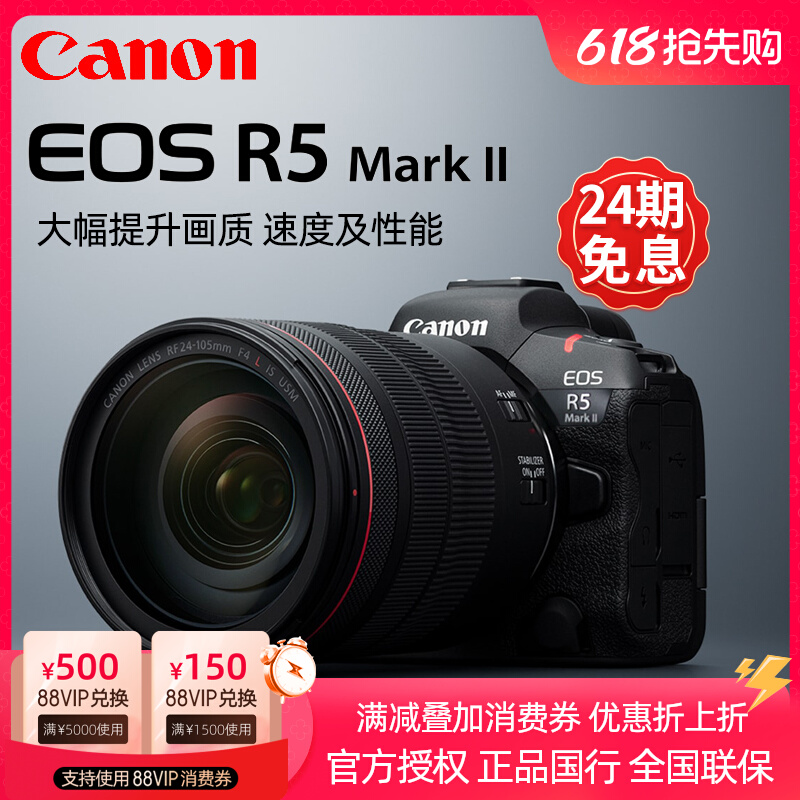 Canon
618抢先购
EOS R5 Mark II
大幅提升画质 速度及性能
24期
免息
Canon
CANON LENS RF24-105mm F4 L IS USM
EOS
R5
Mark II
AF MF
STABILIZER
ON OFF
¥500
88VIP兑换
满¥5000使用
¥150
88VIP兑换
满¥1500使用
支持使用88VIP消费券
满减叠加消费券 优惠折上折
官方授权 正品国行 全国联保